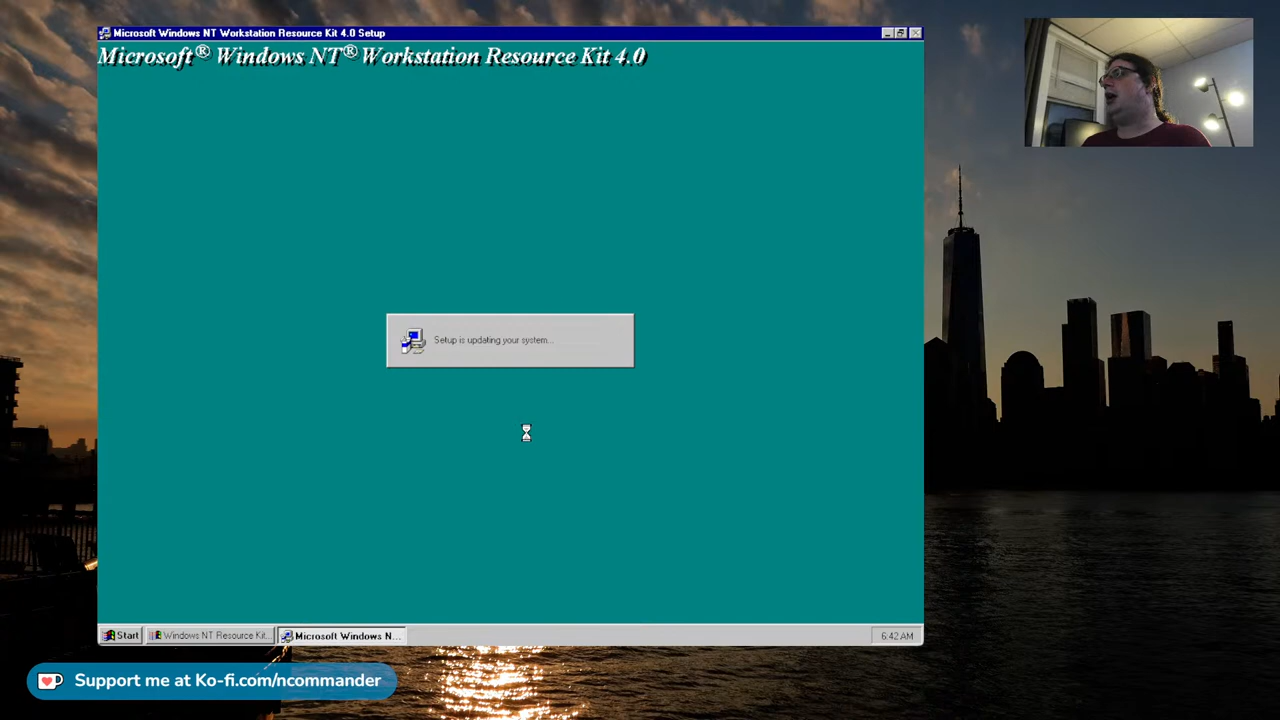 Microsoft Windows NT Workstation Resource Kit 4.0 Setup
Microsoft® Windows NT® Workstation Resource Kit 4.0
Setup is updating your system...
Start
Windows NT Resource Kit...
Microsoft Windows N...
6:42 AM
Support me at Ko-fi.com/ncommander